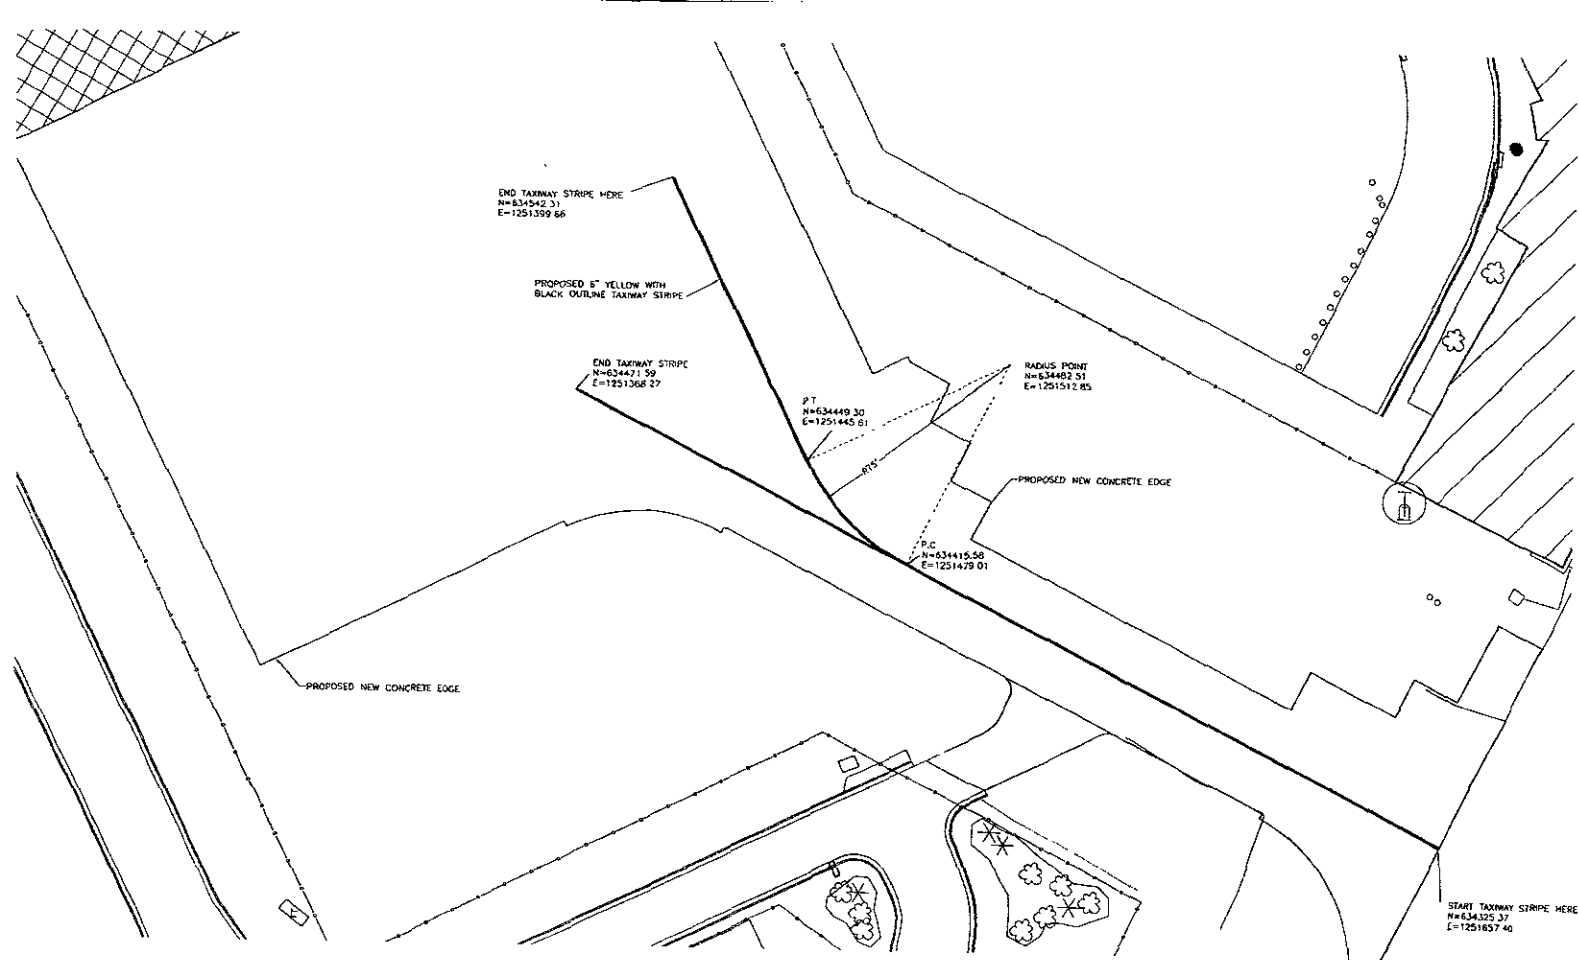 END TAXIWAY STRIPE HERE
N=634542.31
E=1251399.66
PROPOSED 6" YELLOW WITH
BLACK OUTLINE TAXIWAY STRIPE
END TAXIWAY STRIPE
N=634471.59
E=1251368.27
RADIUS POINT
N=634482.51
E=1251512.85
P.T
N=634449.30
E=1251445.61
R75'
PROPOSED NEW CONCRETE EDGE
P.C
N=634415.58
E=1251479.01
PROPOSED NEW CONCRETE EDGE
START TAXIWAY STRIPE HERE
N=634325.37
E=1251657.40